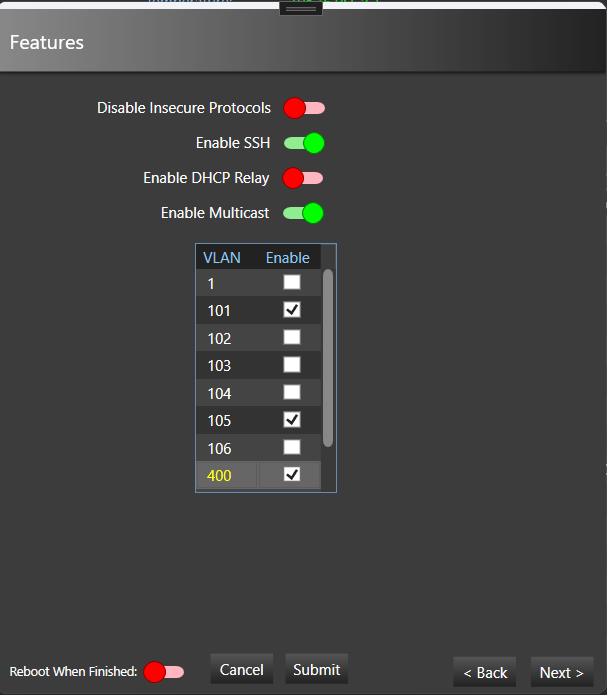 Features
Disable Insecure Protocols
Enable SSH
Enable DHCP Relay
Enable Multicast
VLAN Enable
1
101
102
103
104
105
106
400
Reboot When Finished: Cancel Submit < Back Next >